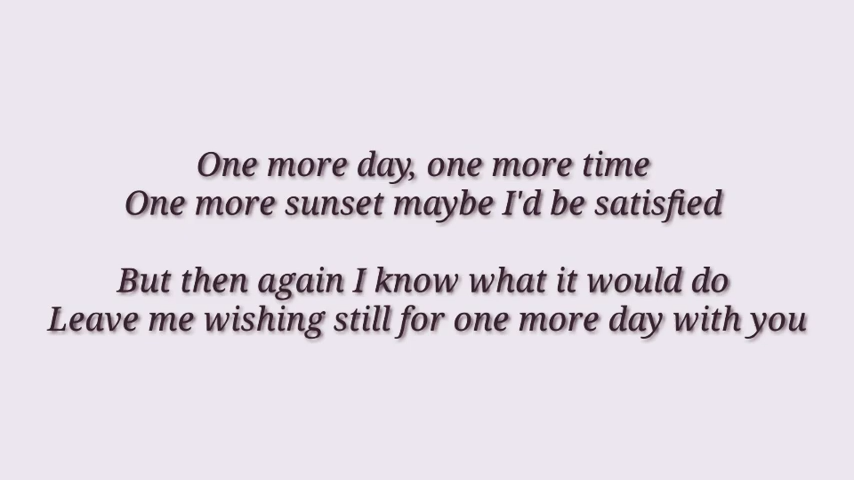 One more day, one more time
One more sunset maybe I'd be satisfied
But then again I know what it would do
Leave me wishing still for one more day with you